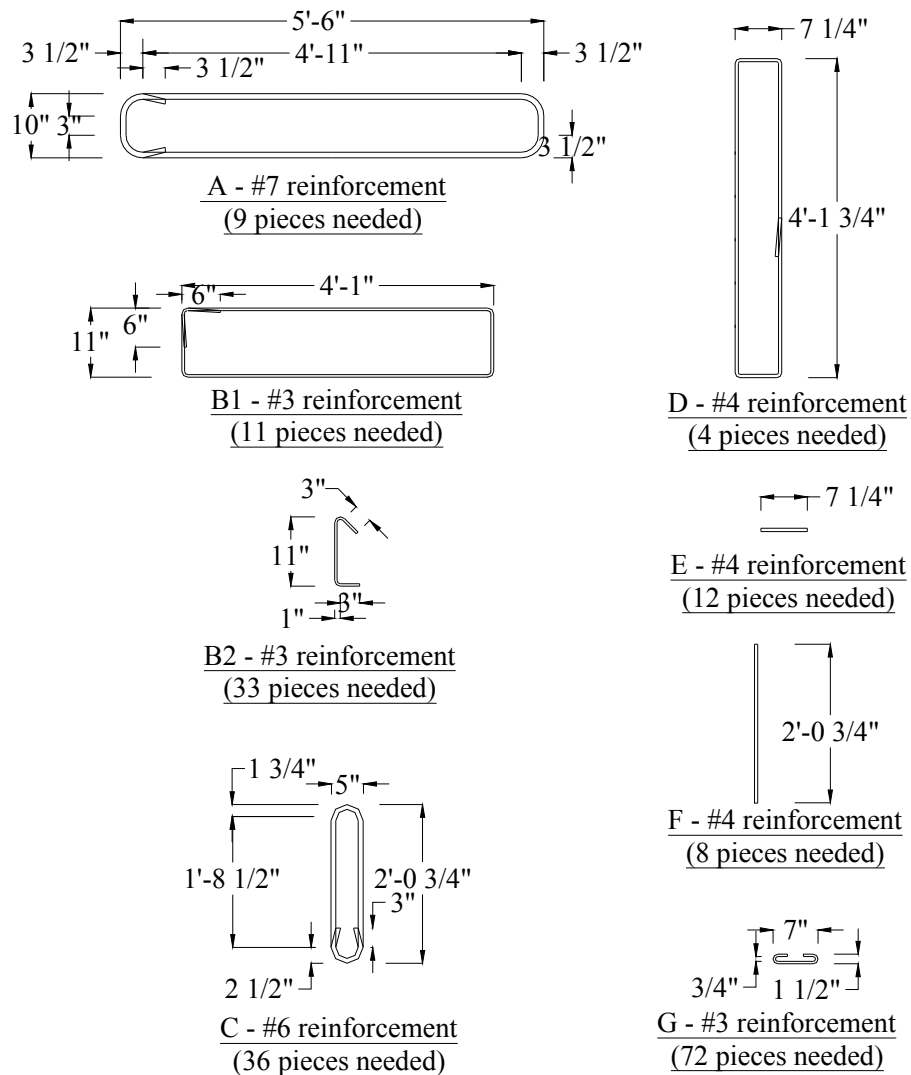 5'-6"
3 1/2" 4'-11" 3 1/2"
3 1/2"
10" 3"
3 1/2"
A - #7 reinforcement
(9 pieces needed)
7 1/4"
4'-1 3/4"
D - #4 reinforcement
(4 pieces needed)
6" 4'-1"
6"
11"
B1 - #3 reinforcement
(11 pieces needed)
7 1/4"
E - #4 reinforcement
(12 pieces needed)
3"
11"
3"
1"
B2 - #3 reinforcement
(33 pieces needed)
2'-0 3/4"
F - #4 reinforcement
(8 pieces needed)
1 3/4"
5"
1'-8 1/2" 2'-0 3/4"
3"
2 1/2"
C - #6 reinforcement
(36 pieces needed)
7"
3/4" 1 1/2"
G - #3 reinforcement
(72 pieces needed)